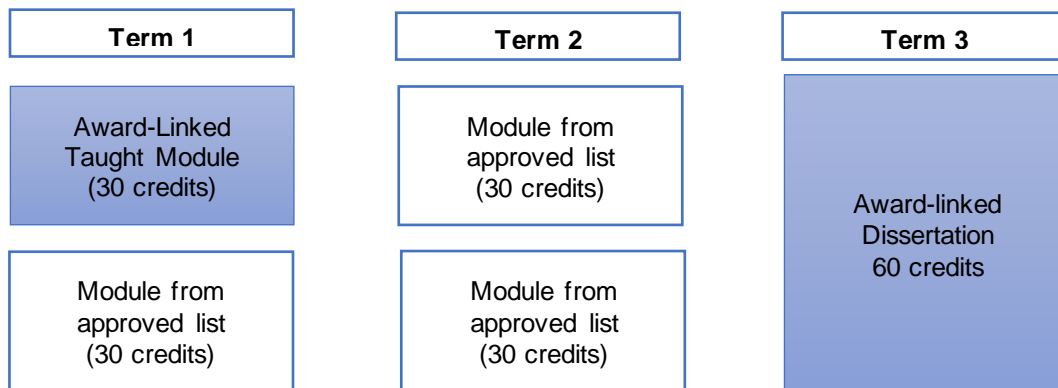 Term 1
Term 2
Term 3
Award-Linked
Taught Module
(30 credits)
Module from
approved list
(30 credits)
Award-linked
Dissertation
60 credits
Module from
approved list
(30 credits)
Module from
approved list
(30 credits)